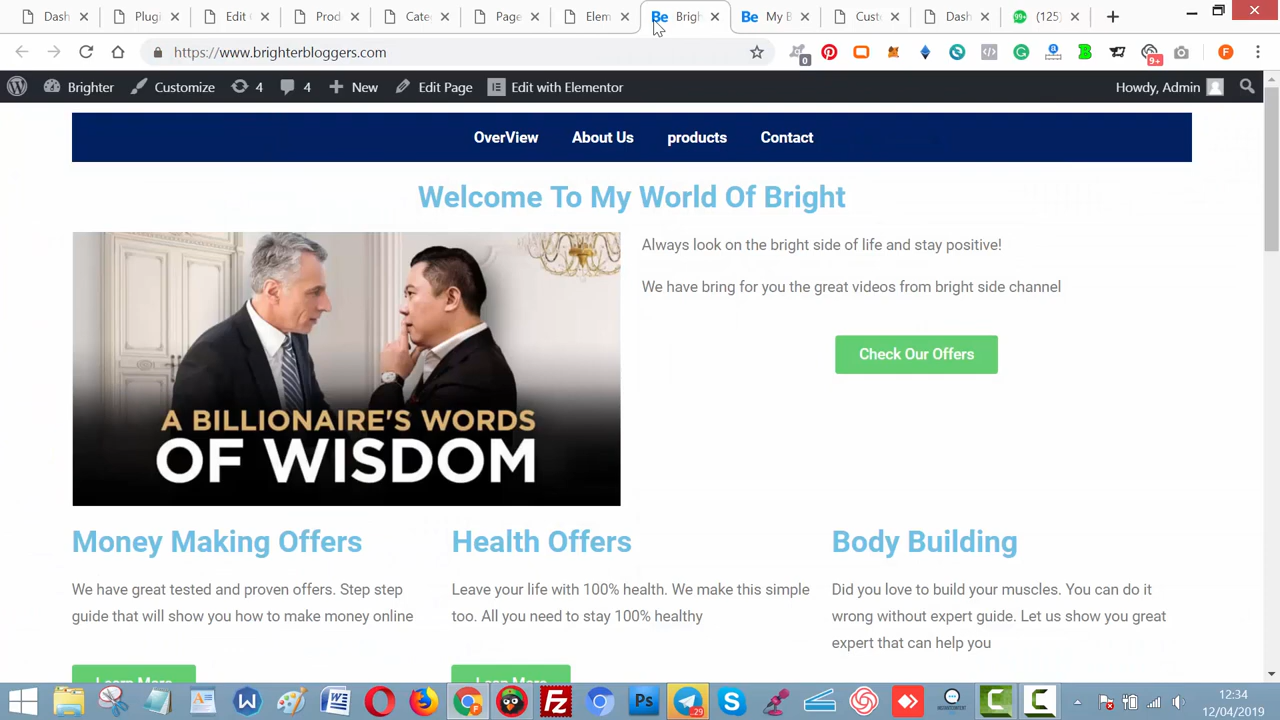 Dash
Plugi
Edit
Prod
Cate
Page
Elem
Be Brigh
Be My B
Custo
Dash
99+ (125)
https://www.brighterbloggers.com
0
9+
F
Brighter
Customize
4
4
New
Edit Page
Edit with Elementor
Howdy, Admin
OverView
About Us
products
Contact
Welcome To My World Of Bright
Always look on the bright side of life and stay positive!
We have bring for you the great videos from bright side channel
Check Our Offers
A BILLIONAIRE'S WORDS
OF WISDOM
Money Making Offers
Health Offers
Body Building
We have great tested and proven offers. Step step
guide that will show you how to make money online
Leave your life with 100% health. We make this simple
too. All you need to stay 100% healthy
Did you love to build your muscles. You can do it
wrong without expert guide. Let us show you great
expert that can help you
12:34
12/04/2019